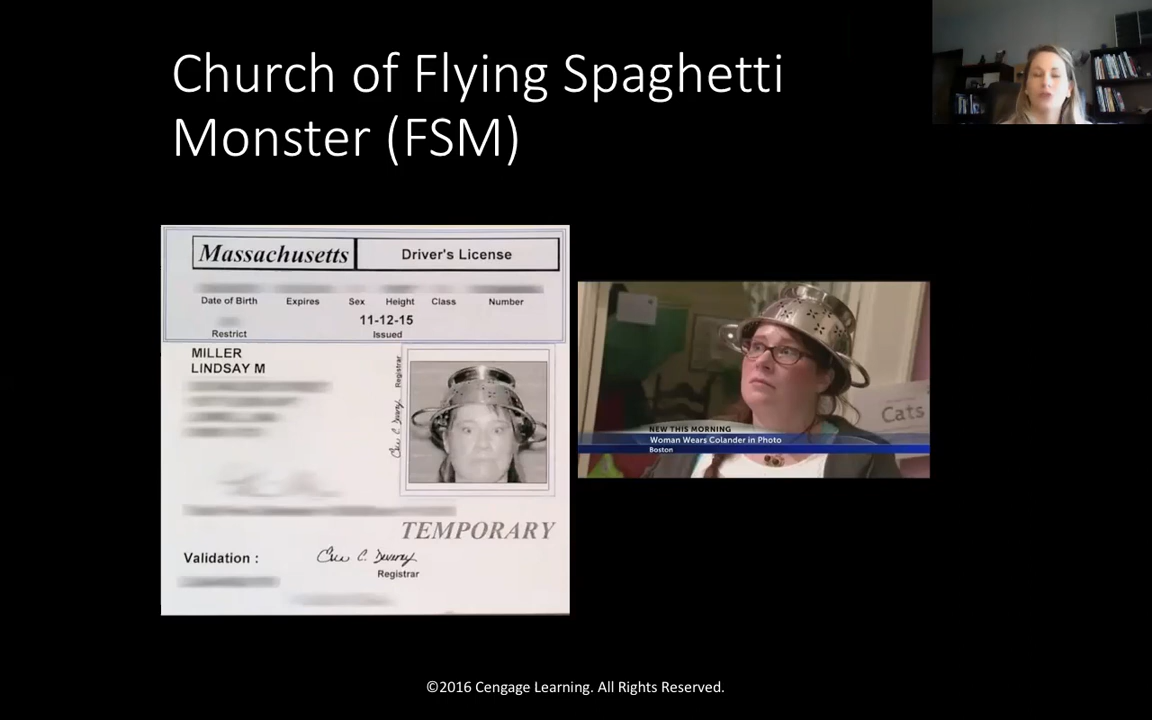 Church of Flying Spaghetti
Monster (FSM)
Massachusetts
Driver's License
Date of Birth Expires Sex Height Class Number
11-12-15
Restrict Issued
MILLER
LINDSAY M
Registrar
TEMPORARY
Validation :
Registrar
Cats
NEW THIS MORNING
Woman Wears Colander in Photo
Boston
©2016 Cengage Learning. All Rights Reserved.